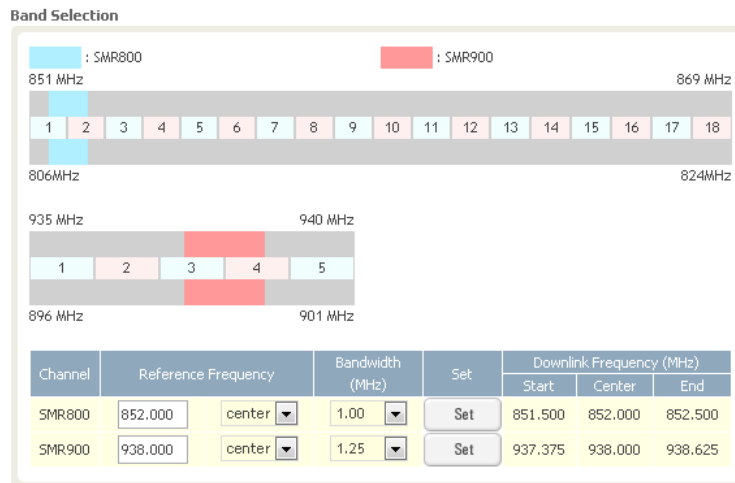 Band Selection
: SMR800 : SMR900
851 MHz 869 MHz
1 2 3 4 5 6 7 8 9 10 11 12 13 14 15 16 17 18
806MHz 824MHz
935 MHz 940 MHz
1 2 3 4 5
896 MHz 901 MHz
Channel Reference Frequency Bandwidth (MHz) Set Downlink Frequency (MHz)
Start Center End
SMR800 852.000 center 1.00 Set 851.500 852.000 852.500
SMR900 938.000 center 1.25 Set 937.375 938.000 938.625